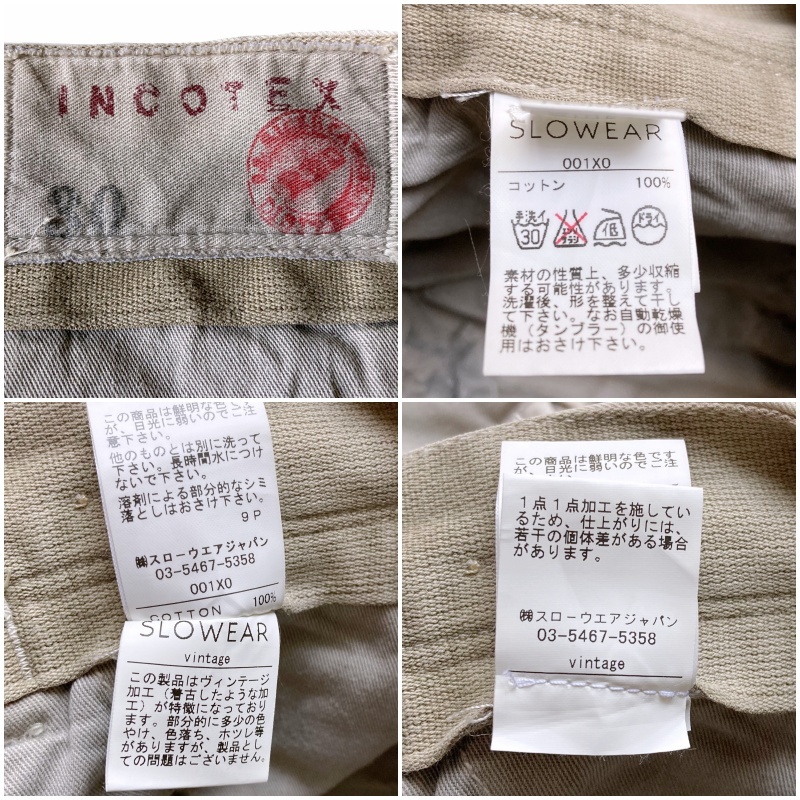 INCOTEX
30
SLOWEAR
001X0
コットン 100%
手洗イ
30
低
ドライ
素材の性質上、多少収縮
する可能性があります。
洗濯後、形を整えて干し
て下さい。なお自動乾燥
機(タンブラー)の御使
用はおさけ下さい。
この商品は鮮明な色です
が、日光に弱いのでご注
意下さい。
他のものとは別に洗って
下さい。長時間水につけ
ないで下さい。
溶剤による部分的なシミ
落としはおさけ下さい。
9P
㈱スローウエアジャパン
03-5467-5358
001X0
COTTON 100%
SLOWEAR
vintage
この製品はヴィンテージ
加工(着古したような加
工)が特徴になっており
ます。部分的に多少の色
やけ、色落ち、ホツレ等
がありますが、製品とし
ての問題はございません。
この商品は鮮明な色ですが
が、日光に弱いのでご注
1点1点加工を施してい
るため、仕上がりには、
若干の個体差がある場合
があります。
㈱スローウエアジャパン
03-5467-5358
vintage